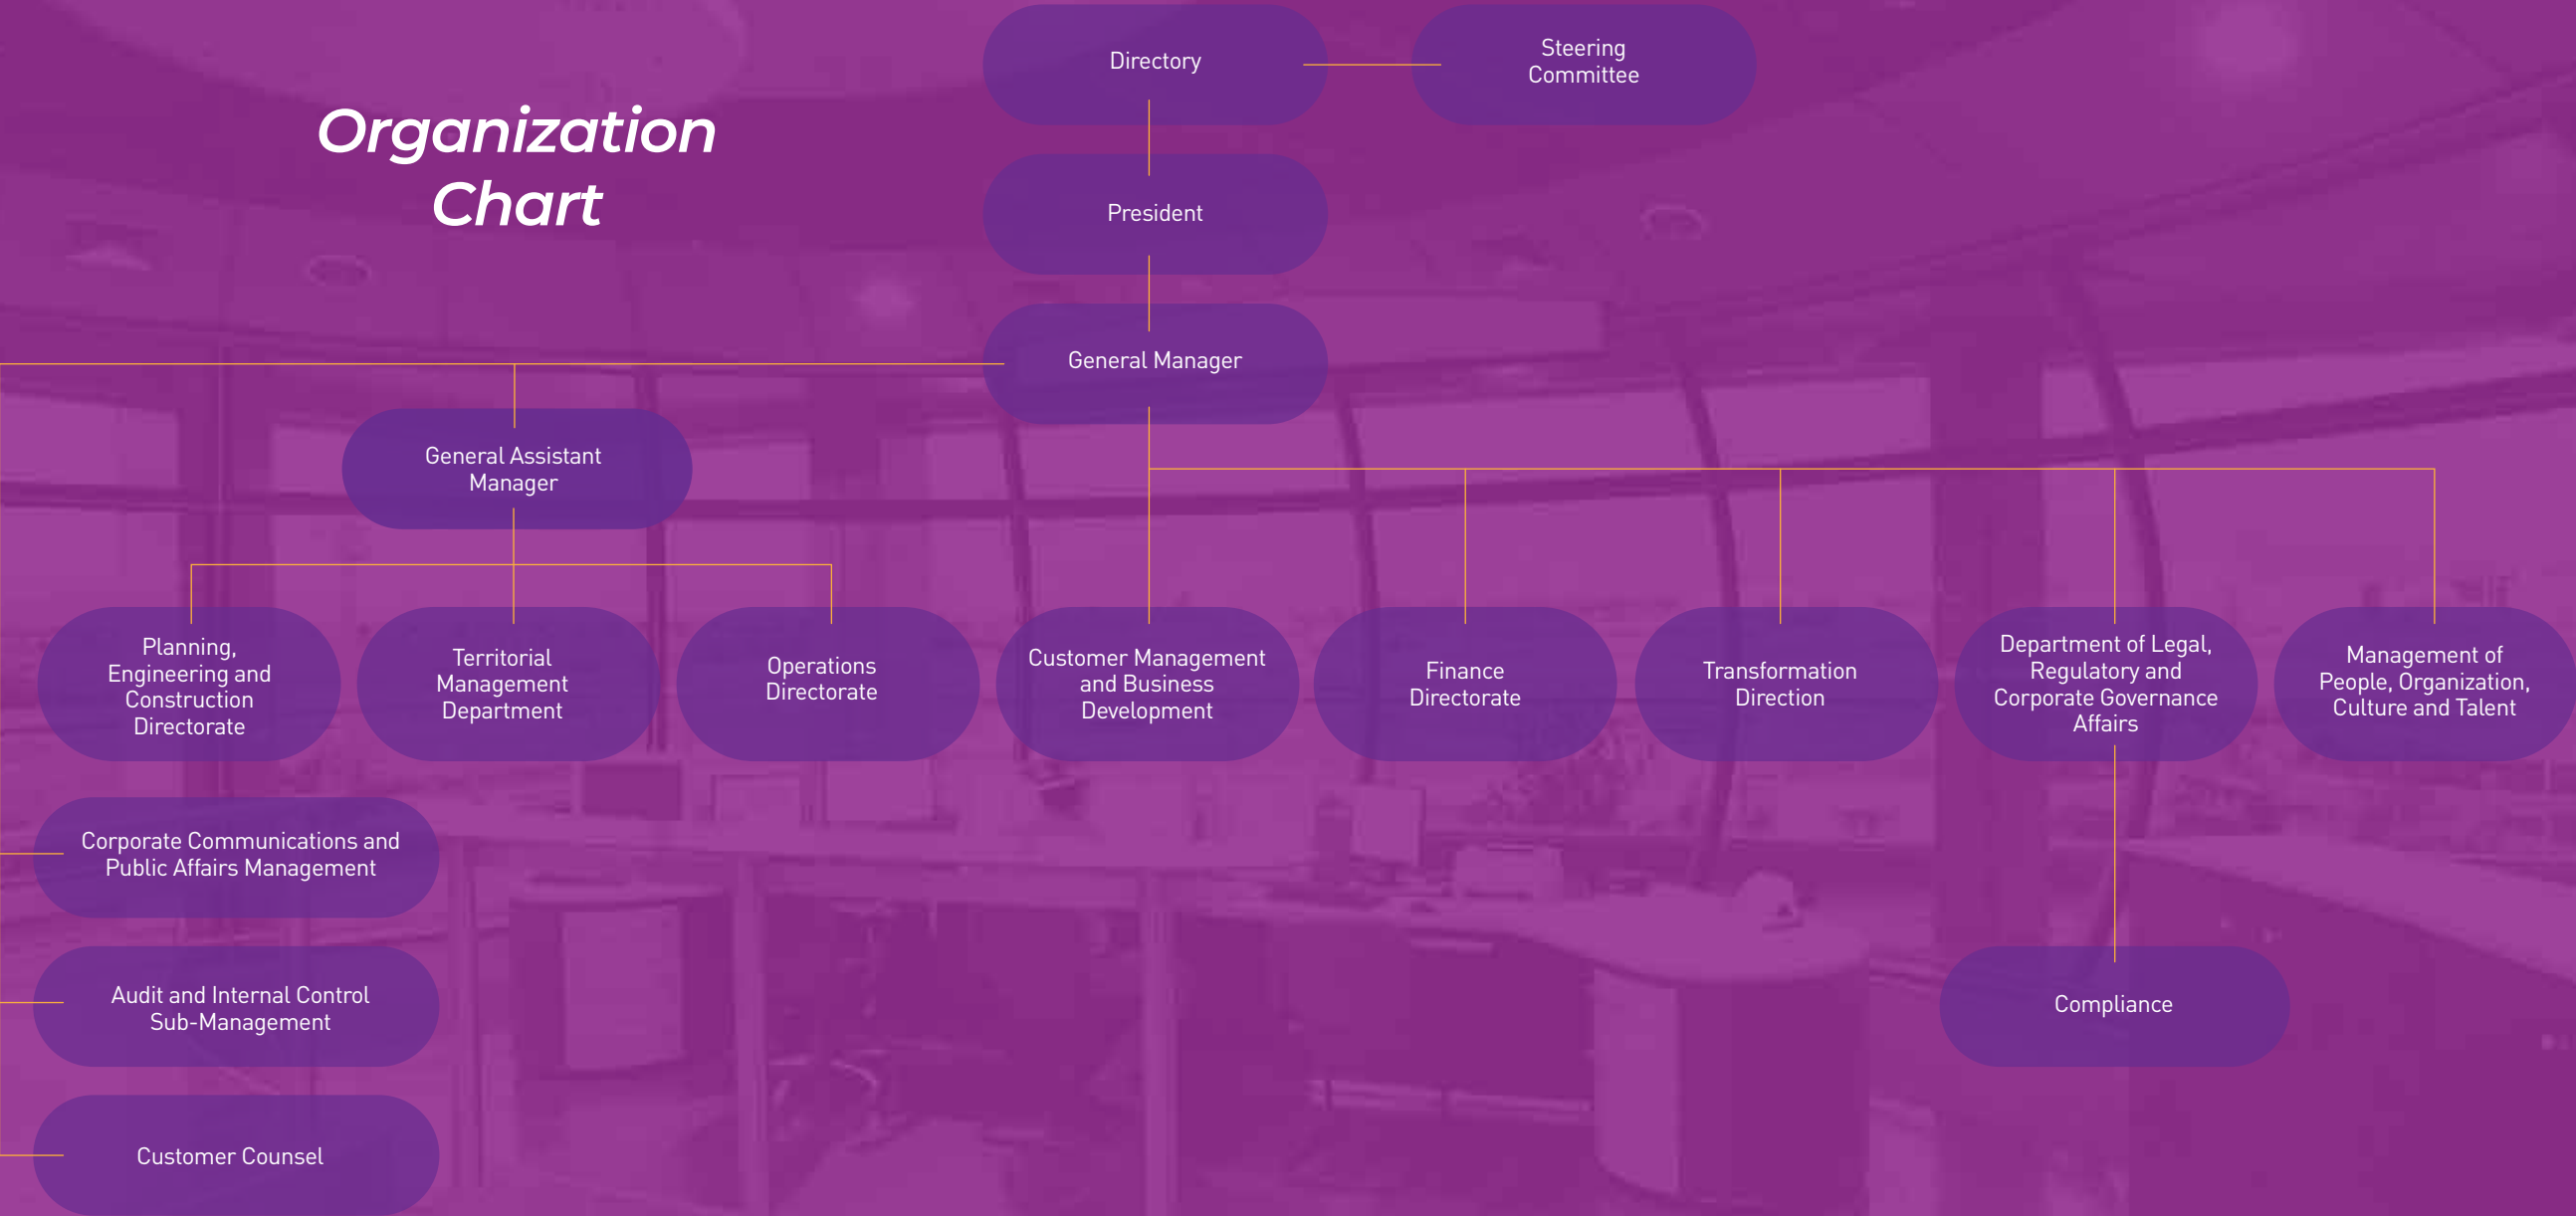 Organization
Chart
Directory
Steering
Committee
President
General Manager
General Assistant
Manager
Planning,
Engineering and
Construction
Directorate
Territorial
Management
Department
Operations
Directorate
Customer Management
and Business
Development
Finance
Directorate
Transformation
Direction
Department of Legal,
Regulatory and
Corporate Governance
Affairs
Management of
People, Organization,
Culture and Talent
Corporate Communications and
Public Affairs Management
Audit and Internal Control
Sub-Management
Compliance
Customer Counsel